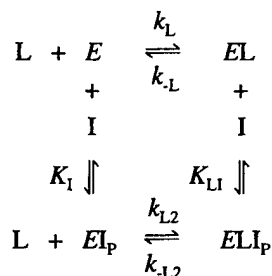 k_L
L + E ⇌ EL
k_-L
+ +
I I
K_I ⇌ K_LI ⇌
k_L2
L + EI_P ⇌ ELI_P
k_-L2